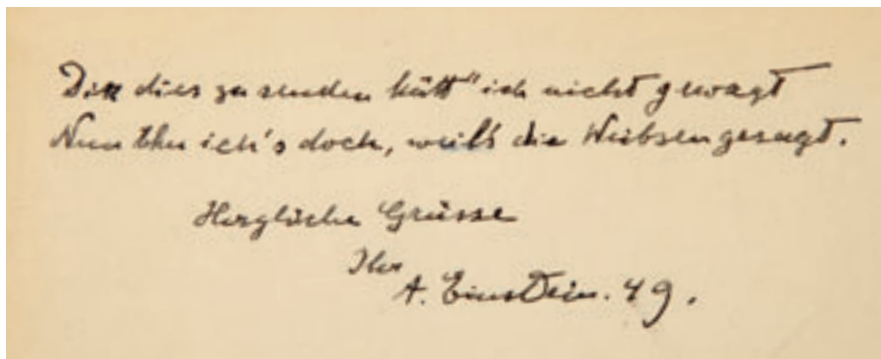 Dir dies zu senden hätt' ich nicht gewagt
Nun thu ich's doch, weil's die Weibsen gesagt.
Herzliche Grüsse
Ihr
A. Einstein. 49.